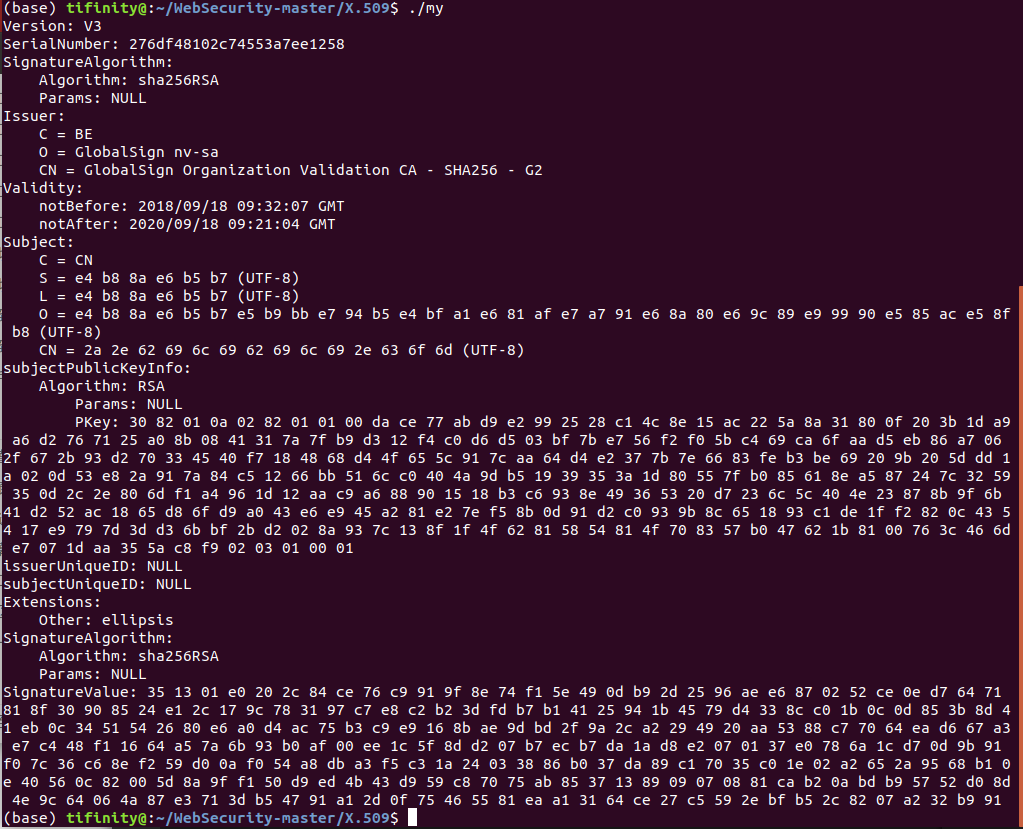 (base) tifinity@:~/WebSecurity-master/X.509$ ./my
Version: V3
SerialNumber: 276df48102c74553a7ee1258
SignatureAlgorithm:
    Algorithm: sha256RSA
    Params: NULL
Issuer:
    C = BE
    O = GlobalSign nv-sa
    CN = GlobalSign Organization Validation CA - SHA256 - G2
Validity:
    notBefore: 2018/09/18 09:32:07 GMT
    notAfter: 2020/09/18 09:21:04 GMT
Subject:
    C = CN
    S = e4 b8 8a e6 b5 b7 (UTF-8)
    L = e4 b8 8a e6 b5 b7 (UTF-8)
    O = e4 b8 8a e6 b5 b7 e5 b9 bb e7 94 b5 e4 bf a1 e6 81 af e7 a7 91 e6 8a 80 e6 9c 89 e9 99 90 e5 85 ac e5 8f
 b8 (UTF-8)
    CN = 2a 2e 62 69 6c 69 62 69 6c 69 2e 63 6f 6d (UTF-8)
subjectPublicKeyInfo:
    Algorithm: RSA
        Params: NULL
        PKey: 30 82 01 0a 02 82 01 01 00 da ce 77 ab d9 e2 99 25 28 c1 4c 8e 15 ac 22 5a 8a 31 80 0f 20 3b 1d a9
 a6 d2 76 71 25 a0 8b 08 41 31 7a 7f b9 d3 12 f4 c0 d6 d5 03 bf 7b e7 56 f2 f0 5b c4 69 ca 6f aa d5 eb 86 a7 06
2f 67 2b 93 d2 70 33 45 40 f7 18 48 68 d4 4f 65 5c 91 7c aa 64 d4 e2 37 7b 7e 66 83 fe b3 be 69 20 9b 20 5d dd 1
a 02 0d 53 e8 2a 91 7a 84 c5 12 66 bb 51 6c c0 40 4a 9d b5 19 39 35 3a 1d 80 55 7f b0 85 61 8e a5 87 24 7c 32 59
 35 0d 2c 2e 80 6d f1 a4 96 1d 12 aa c9 a6 88 90 15 18 b3 c6 93 8e 49 36 53 20 d7 23 6c 5c 40 4e 23 87 8b 9f 6b
41 d2 52 ac 18 65 d8 6f d9 a0 43 e6 e9 45 a2 81 e2 7e f5 8b 0d 91 d2 c0 93 9b 8c 65 18 93 c1 de 1f f2 82 0c 43 5
4 17 e9 79 7d 3d d3 6b bf 2b d2 02 8a 93 7c 13 8f 1f 4f 62 81 58 54 81 4f 70 83 57 b0 47 62 1b 81 00 76 3c 46 6d
 e7 07 1d aa 35 5a c8 f9 02 03 01 00 01
issuerUniqueID: NULL
subjectUniqueID: NULL
Extensions:
    Other: ellipsis
SignatureAlgorithm:
    Algorithm: sha256RSA
    Params: NULL
SignatureValue: 35 13 01 e0 20 2c 84 ce 76 c9 91 9f 8e 74 f1 5e 49 0d b9 2d 25 96 ae e6 87 02 52 ce 0e d7 64 71
81 8f 30 90 85 24 e1 2c 17 9c 78 31 97 c7 e8 c2 b2 3d fd b7 b1 41 25 94 1b 45 79 d4 33 8c c0 1b 0c 0d 85 3b 8d 4
1 eb 0c 34 51 54 26 80 e6 a0 d4 ac 75 b3 c9 e9 16 8b ae 9d bd 2f 9a 2c a2 29 49 20 aa 53 88 c7 70 64 ea d6 67 a3
 e7 c4 48 f1 16 64 a5 7a 6b 93 b0 af 00 ee 1c 5f 8d d2 07 b7 ec b7 da 1a d8 e2 07 01 37 e0 78 6a 1c d7 0d 9b 91
f0 7c 36 c6 8e f2 59 d0 0a f0 54 a8 db a3 f5 c3 1a 24 03 38 86 b0 37 da 89 c1 70 35 c0 1e 02 a2 65 2a 95 68 b1 0
e 40 56 0c 82 00 5d 8a 9f f1 50 d9 ed 4b 43 d9 59 c8 70 75 ab 85 37 13 89 09 07 08 81 ca b2 0a bd b9 57 52 d0 8d
 4e 9c 64 06 4a 87 e3 71 3d b5 47 91 a1 2d 0f 75 46 55 81 ea a1 31 64 ce 27 c5 59 2e bf b5 2c 82 07 a2 32 b9 91
(base) tifinity@:~/WebSecurity-master/X.509$